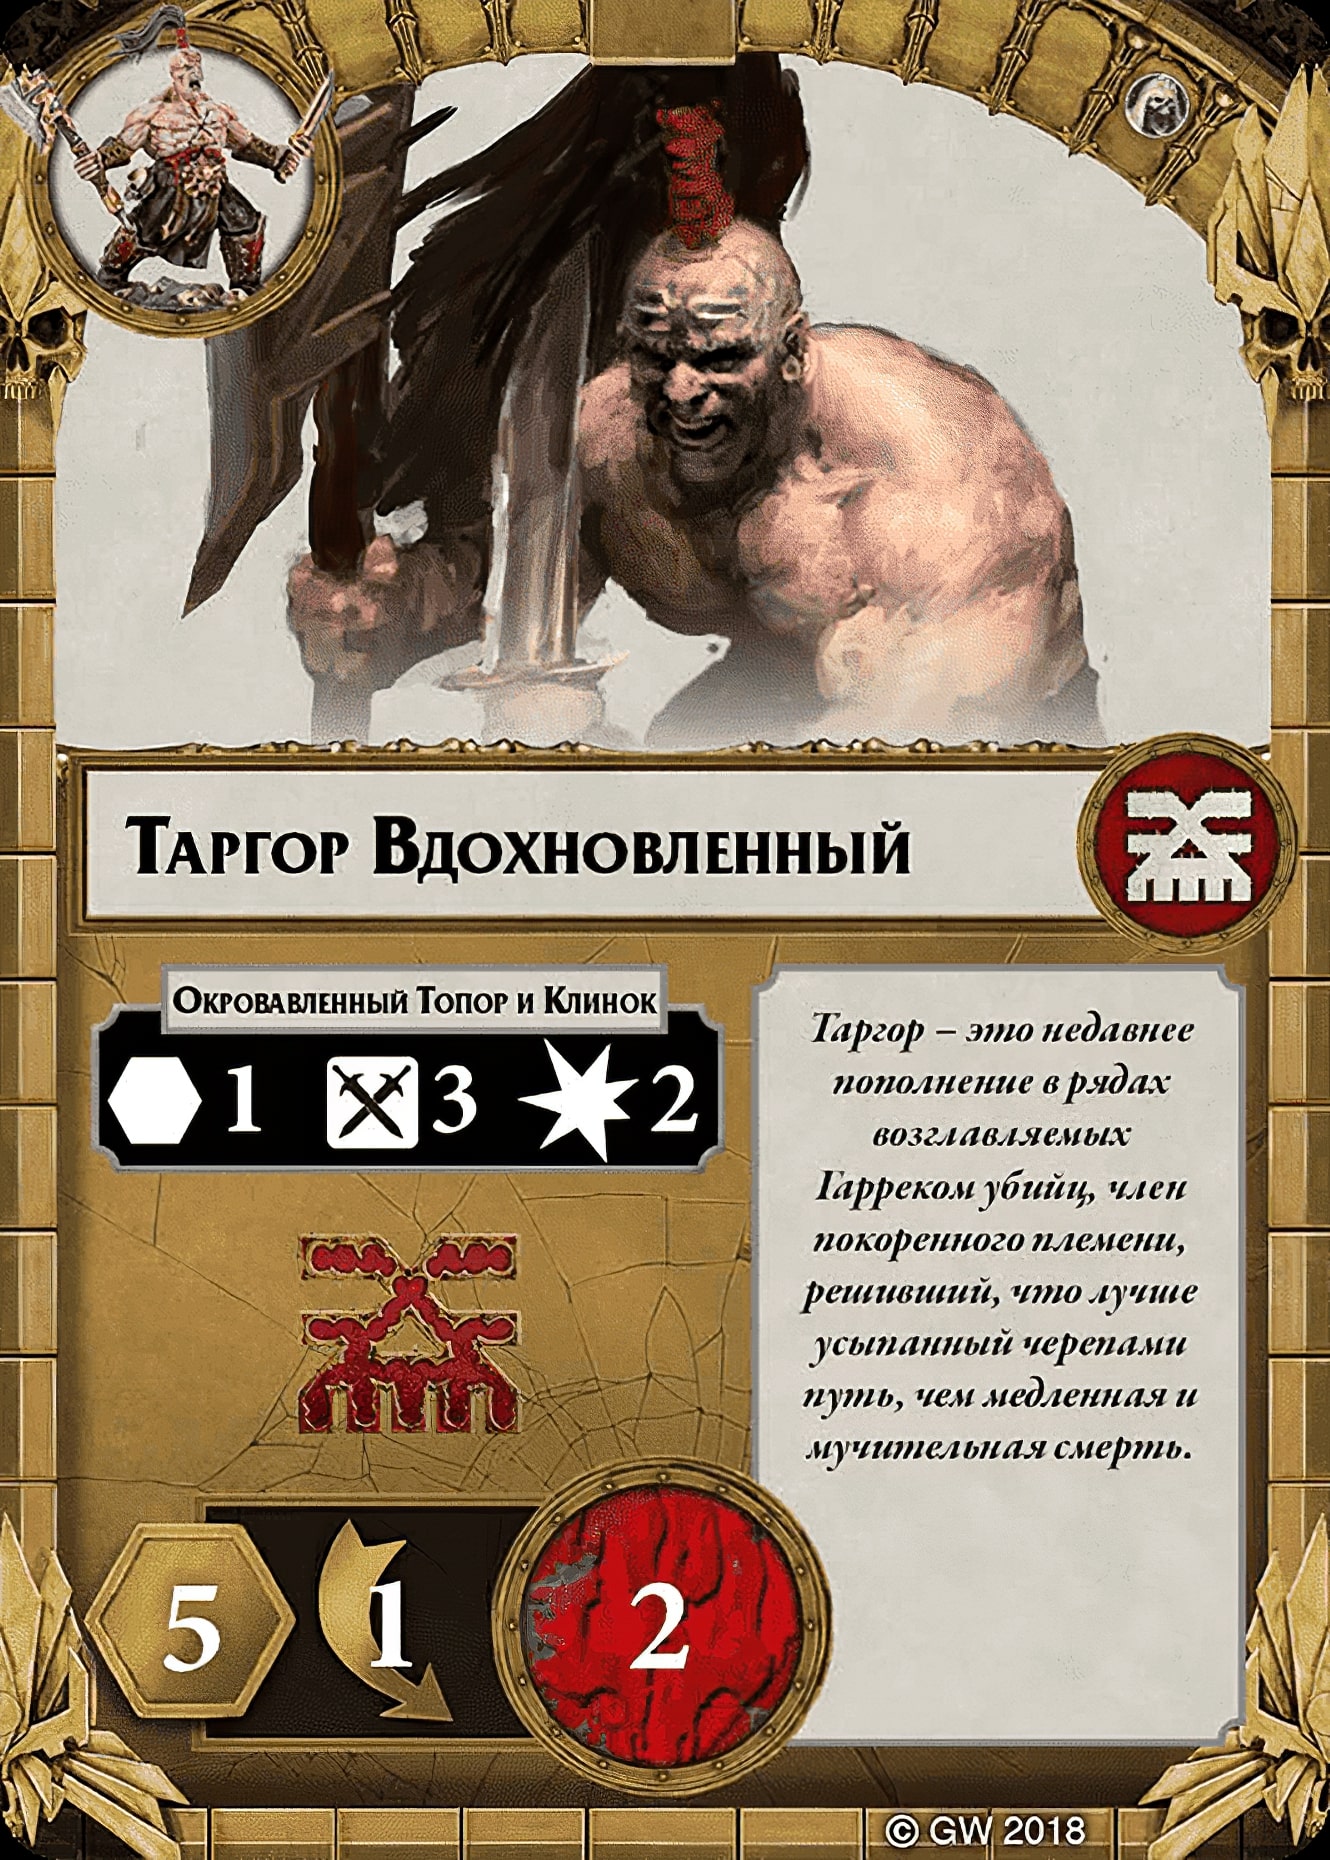 Таргор Вдохновленный
Окровавленный Топор и Клинок
1 3 2
Таргор – это недавнее
пополнение в рядах
возглавляемых
Гарреком убийц, член
покоренного племени,
решивший, что лучше
усыпанный черепами
путь, чем медленная и
мучительная смерть.
5 1 2
© GW 2018